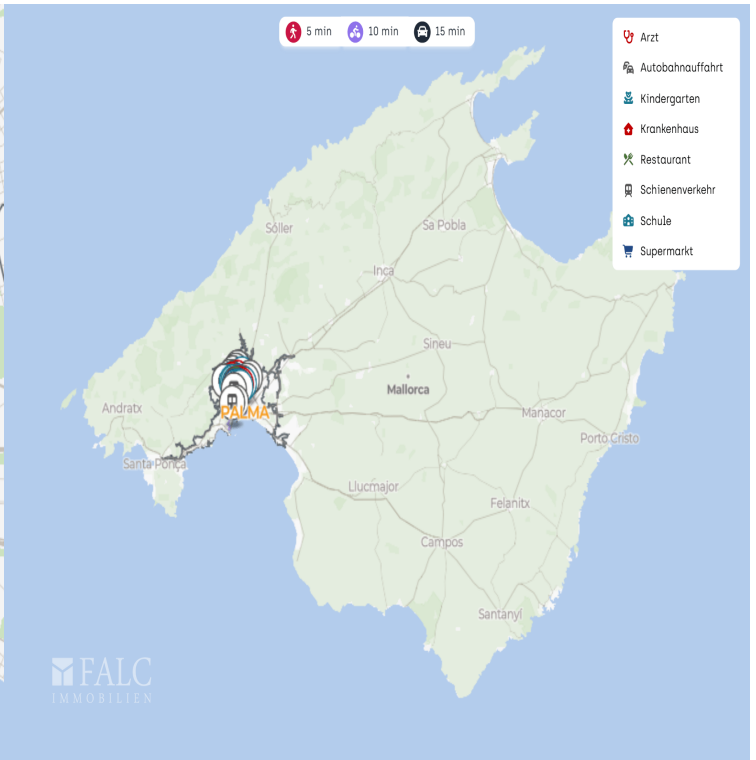 5 min 10 min 15 min
Arzt
Autobahnauffahrt
Kindergarten
Krankenhaus
Restaurant
Schienenverkehr
Schule
Supermarkt
Sóller
Sa Pobla
Inca
Sineu
Mallorca
Andratx
PALMA
Manacor
Porto Cristo
Santa Ponça
Llucmajor
Felanitx
Campos
Santanyí
FALC
IMMOBILIEN